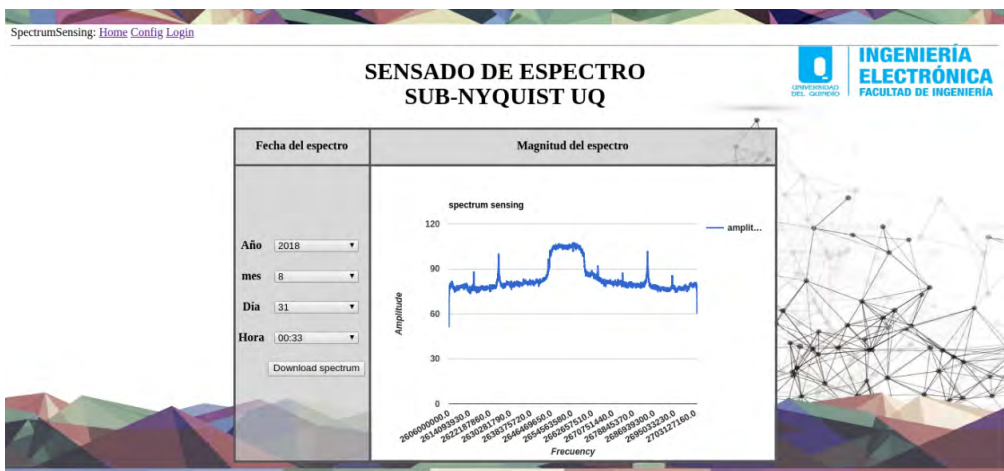 SpectrumSensing: Home Config Login
INGENIERÍA
ELECTRÓNICA
FACULTAD DE INGENIERÍA
UNIVERSIDAD
DEL QUINDÍO
SENSADO DE ESPECTRO
SUB-NYQUIST UQ
Fecha del espectro
Magnitud del espectro
Año 2018
mes 8
Día 31
Hora 00:33
Download spectrum
spectrum sensing
amplit...
Amplitude
120
90
60
30
0
2606000000.0
2614093930.0
2622187860.0
2630281790.0
2638375720.0
2646469650.0
2654563580.0
2662657510.0
2670751440.0
2678845370.0
2686939300.0
2695033230.0
2703127160.0
Frecuency